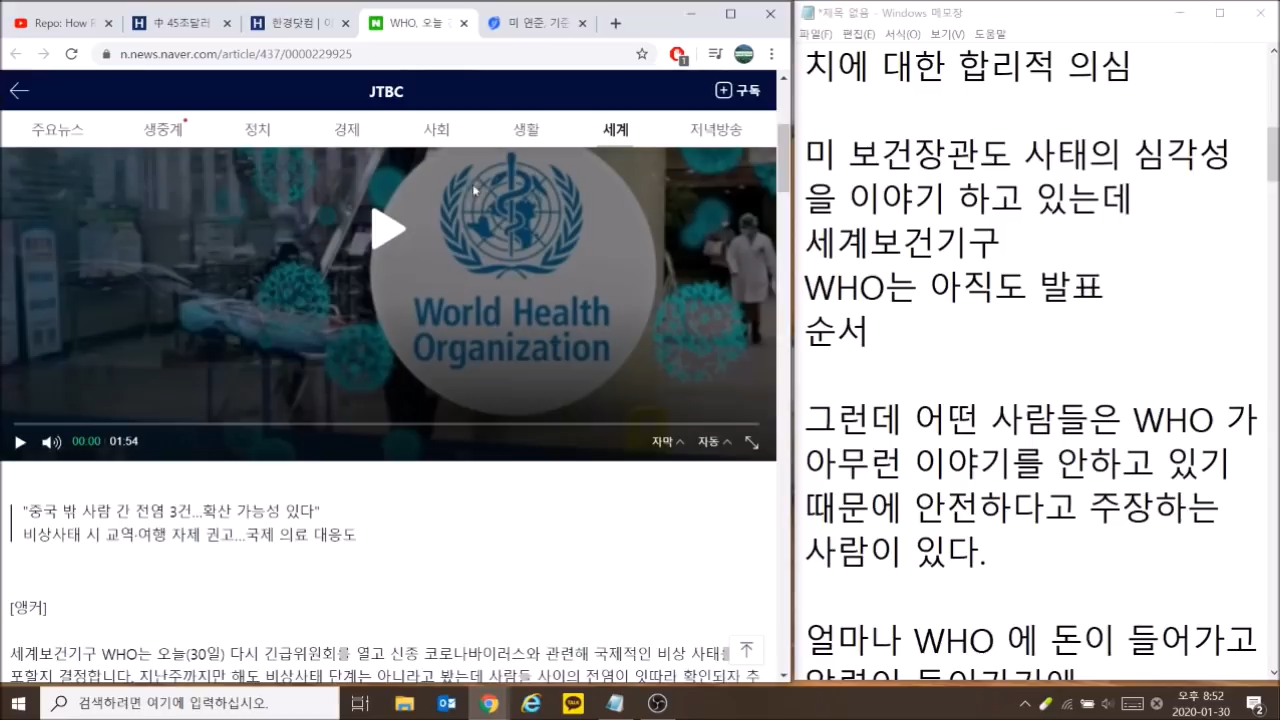 Repo: How R
中·45조달러
한경닷컴 | 이
WHO, 오늘
미 연준, 기준
n.news.naver.com/article/437/0000229925
JTBC
구독
주요뉴스 생중계 정치 경제 사회 생활 세계 저녁방송
World Health
Organization
00:00 01:54 자막 자동
"중국 밖 사람 간 전염 3건...확산 가능성 있다"
비상사태 시 교역·여행 자제 권고...국제 의료 대응도
[앵커]
세계보건기구 WHO는 오늘(30일) 다시 긴급위원회를 열고 신종 코로나바이러스와 관련해 국제적인 비상 사태를
포할지 결정합니다. 지난주까지만 해도 비상사태 단계는 아니라고 봤는데 사람들 사이의 전염이 잇따라 확인되자 추
*제목 없음 - Windows 메모장
파일(F) 편집(E) 서식(O) 보기(V) 도움말
치에 대한 합리적 의심
미 보건장관도 사태의 심각성
을 이야기 하고 있는데
세계보건기구
WHO는 아직도 발표
순서
그런데 어떤 사람들은 WHO 가
아무런 이야기를 안하고 있기
때문에 안전하다고 주장하는
사람이 있다.
얼마나 WHO 에 돈이 들어가고
검색하려면 여기에 입력하십시오.
TALK
오후 8:52
2020-01-30
2